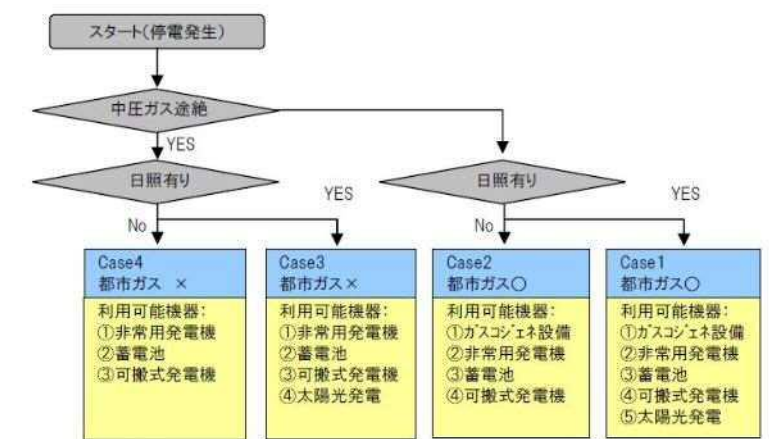 スタート(停電発生)
中圧ガス途絶
YES
日照有り
YES
No
日照有り
YES
No
Case4
都市ガス ×
利用可能機器:
①非常用発電機
②蓄電池
③可搬式発電機
Case3
都市ガス×
利用可能機器:
①非常用発電機
②蓄電池
③可搬式発電機
④太陽光発電
Case2
都市ガス○
利用可能機器:
①ガスコジェネ設備
②非常用発電機
③蓄電池
④可搬式発電機
Case1
都市ガス○
利用可能機器:
①ガスコジェネ設備
②非常用発電機
③蓄電池
④可搬式発電機
⑤太陽光発電